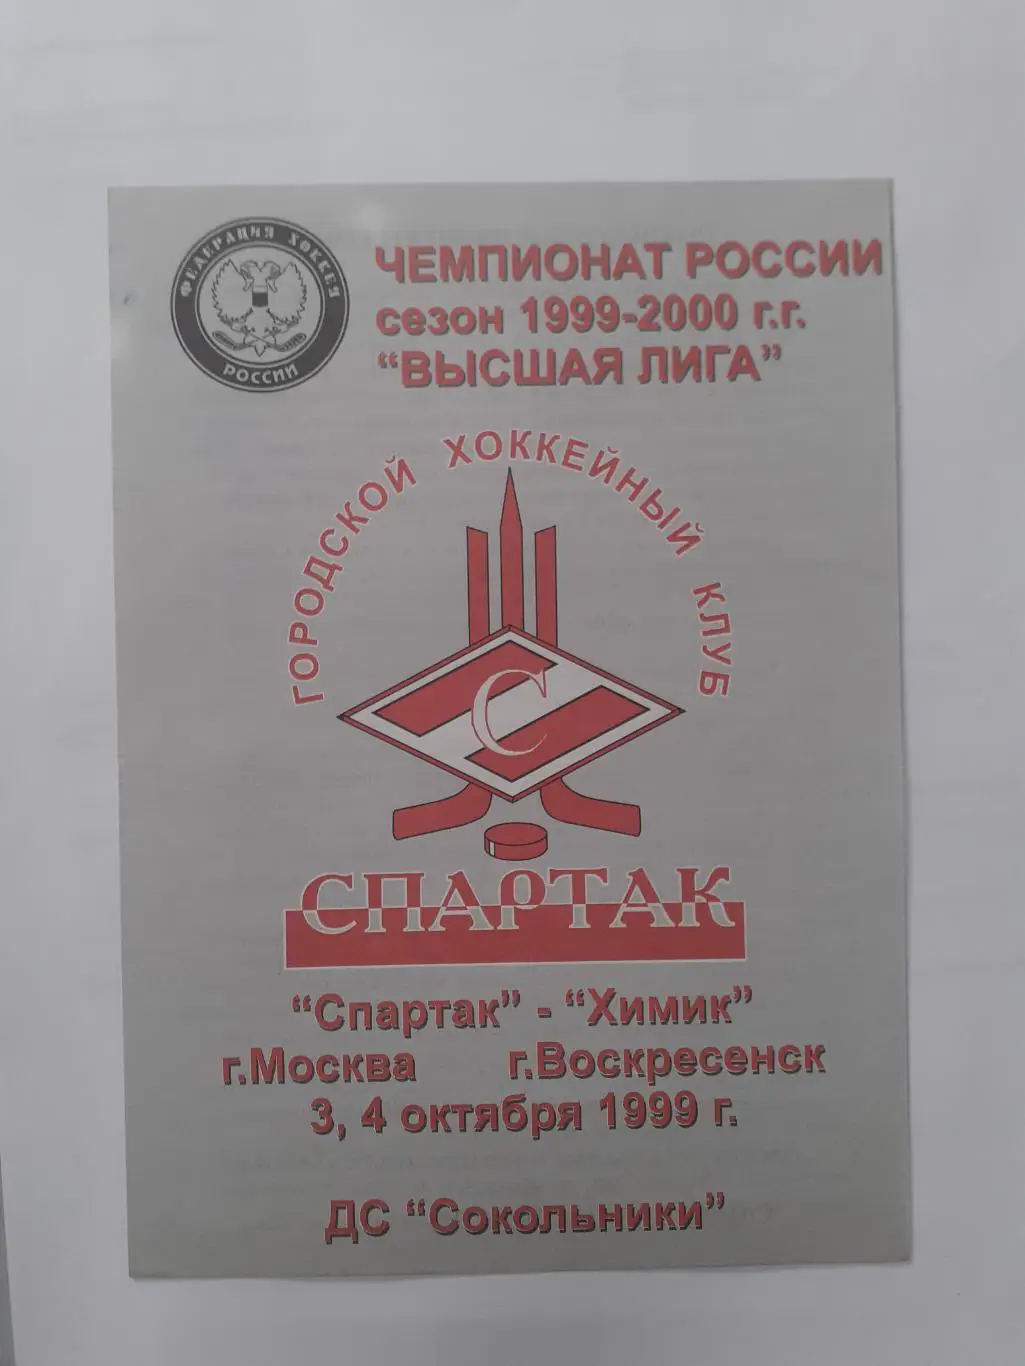 ФЕДЕРАЦИЯ ХОККЕЯ
РОССИИ
ЧЕМПИОНАТ РОССИИ
сезон 1999-2000 г.г.
“ВЫСШАЯ ЛИГА”
ГОРОДСКОЙ ХОККЕЙНЫЙ КЛУБ
С
СПАРТАК
“Спартак” - “Химик”
г.Москва г.Воскресенск
3, 4 октября 1999 г.
ДС “Сокольники”